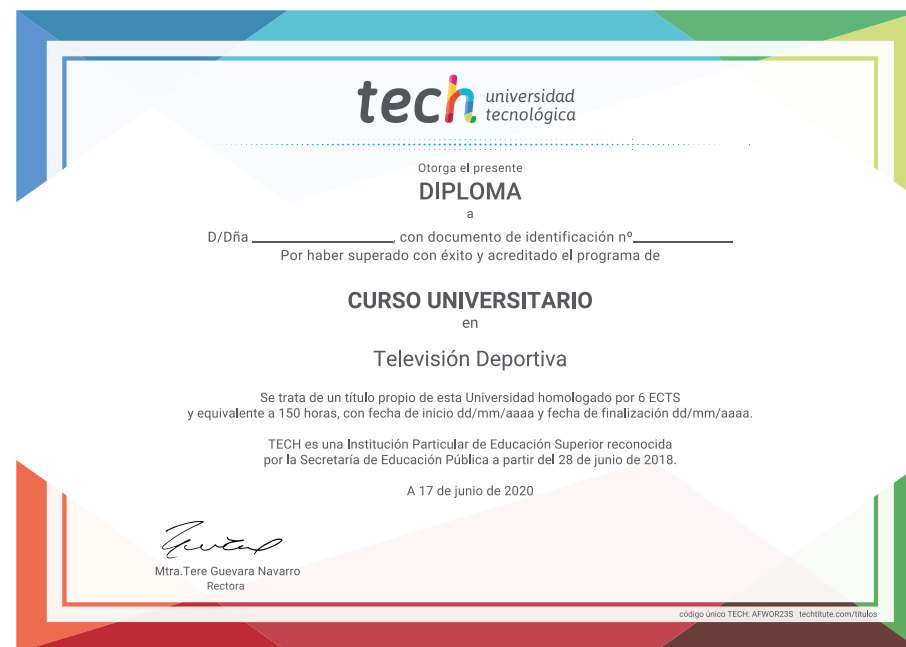 tech universidad
tecnológica
Otorga el presente
DIPLOMA
a
D/Dña ____________________, con documento de identificación nº______________
Por haber superado con éxito y acreditado el programa de
CURSO UNIVERSITARIO
en
Televisión Deportiva
Se trata de un título propio de esta Universidad homologado por 6 ECTS
y equivalente a 150 horas, con fecha de inicio dd/mm/aaaa y fecha de finalización dd/mm/aaaa.
TECH es una Institución Particular de Educación Superior reconocida
por la Secretaría de Educación Pública a partir del 28 de junio de 2018.
A 17 de junio de 2020
Mtra.Tere Guevara Navarro
Rectora
código único TECH: AFWOR23S techtitute.com/titulos